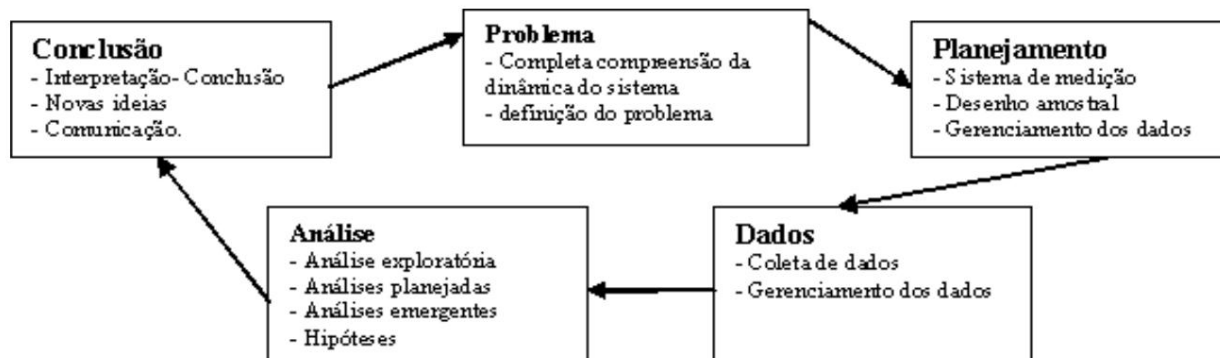 Conclusão
- Interpretação- Conclusão
- Novas ideias
- Comunicação.
Problema
- Completa compreensão da
dinâmica do sistema
- definição do problema
Planejamento
- Sistema de medição
- Desenho amostral
- Gerenciamento dos dados
Análise
- Análise exploratória
- Análises planejadas
- Análises emergentes
- Hipóteses
Dados
- Coleta de dados
- Gerenciamento dos dados